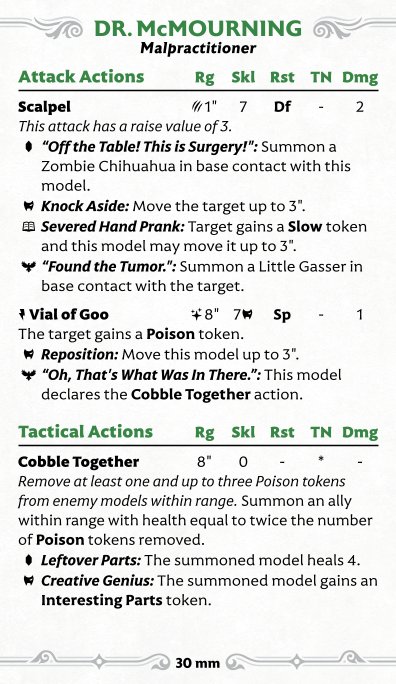 DR. McMOURNING
Malpractitioner
Attack Actions Rg Skl Rst TN Dmg
Scalpel 1" 7 Df - 2
This attack has a raise value of 3.
"Off the Table! This is Surgery!": Summon a
Zombie Chihuahua in base contact with this
model.
Knock Aside: Move the target up to 3".
Severed Hand Prank: Target gains a Slow token
and this model may move it up to 3".
"Found the Tumor.": Summon a Little Gasser in
base contact with the target.
Vial of Goo 8" 7 Sp - 1
The target gains a Poison token.
Reposition: Move this model up to 3".
"Oh, That's What Was In There.": This model
declares the Cobble Together action.
Tactical Actions Rg Skl Rst TN Dmg
Cobble Together 8" 0 - * -
Remove at least one and up to three Poison tokens
from enemy models within range. Summon an ally
within range with health equal to twice the number
of Poison tokens removed.
Leftover Parts: The summoned model heals 4.
Creative Genius: The summoned model gains an
Interesting Parts token.
30 mm